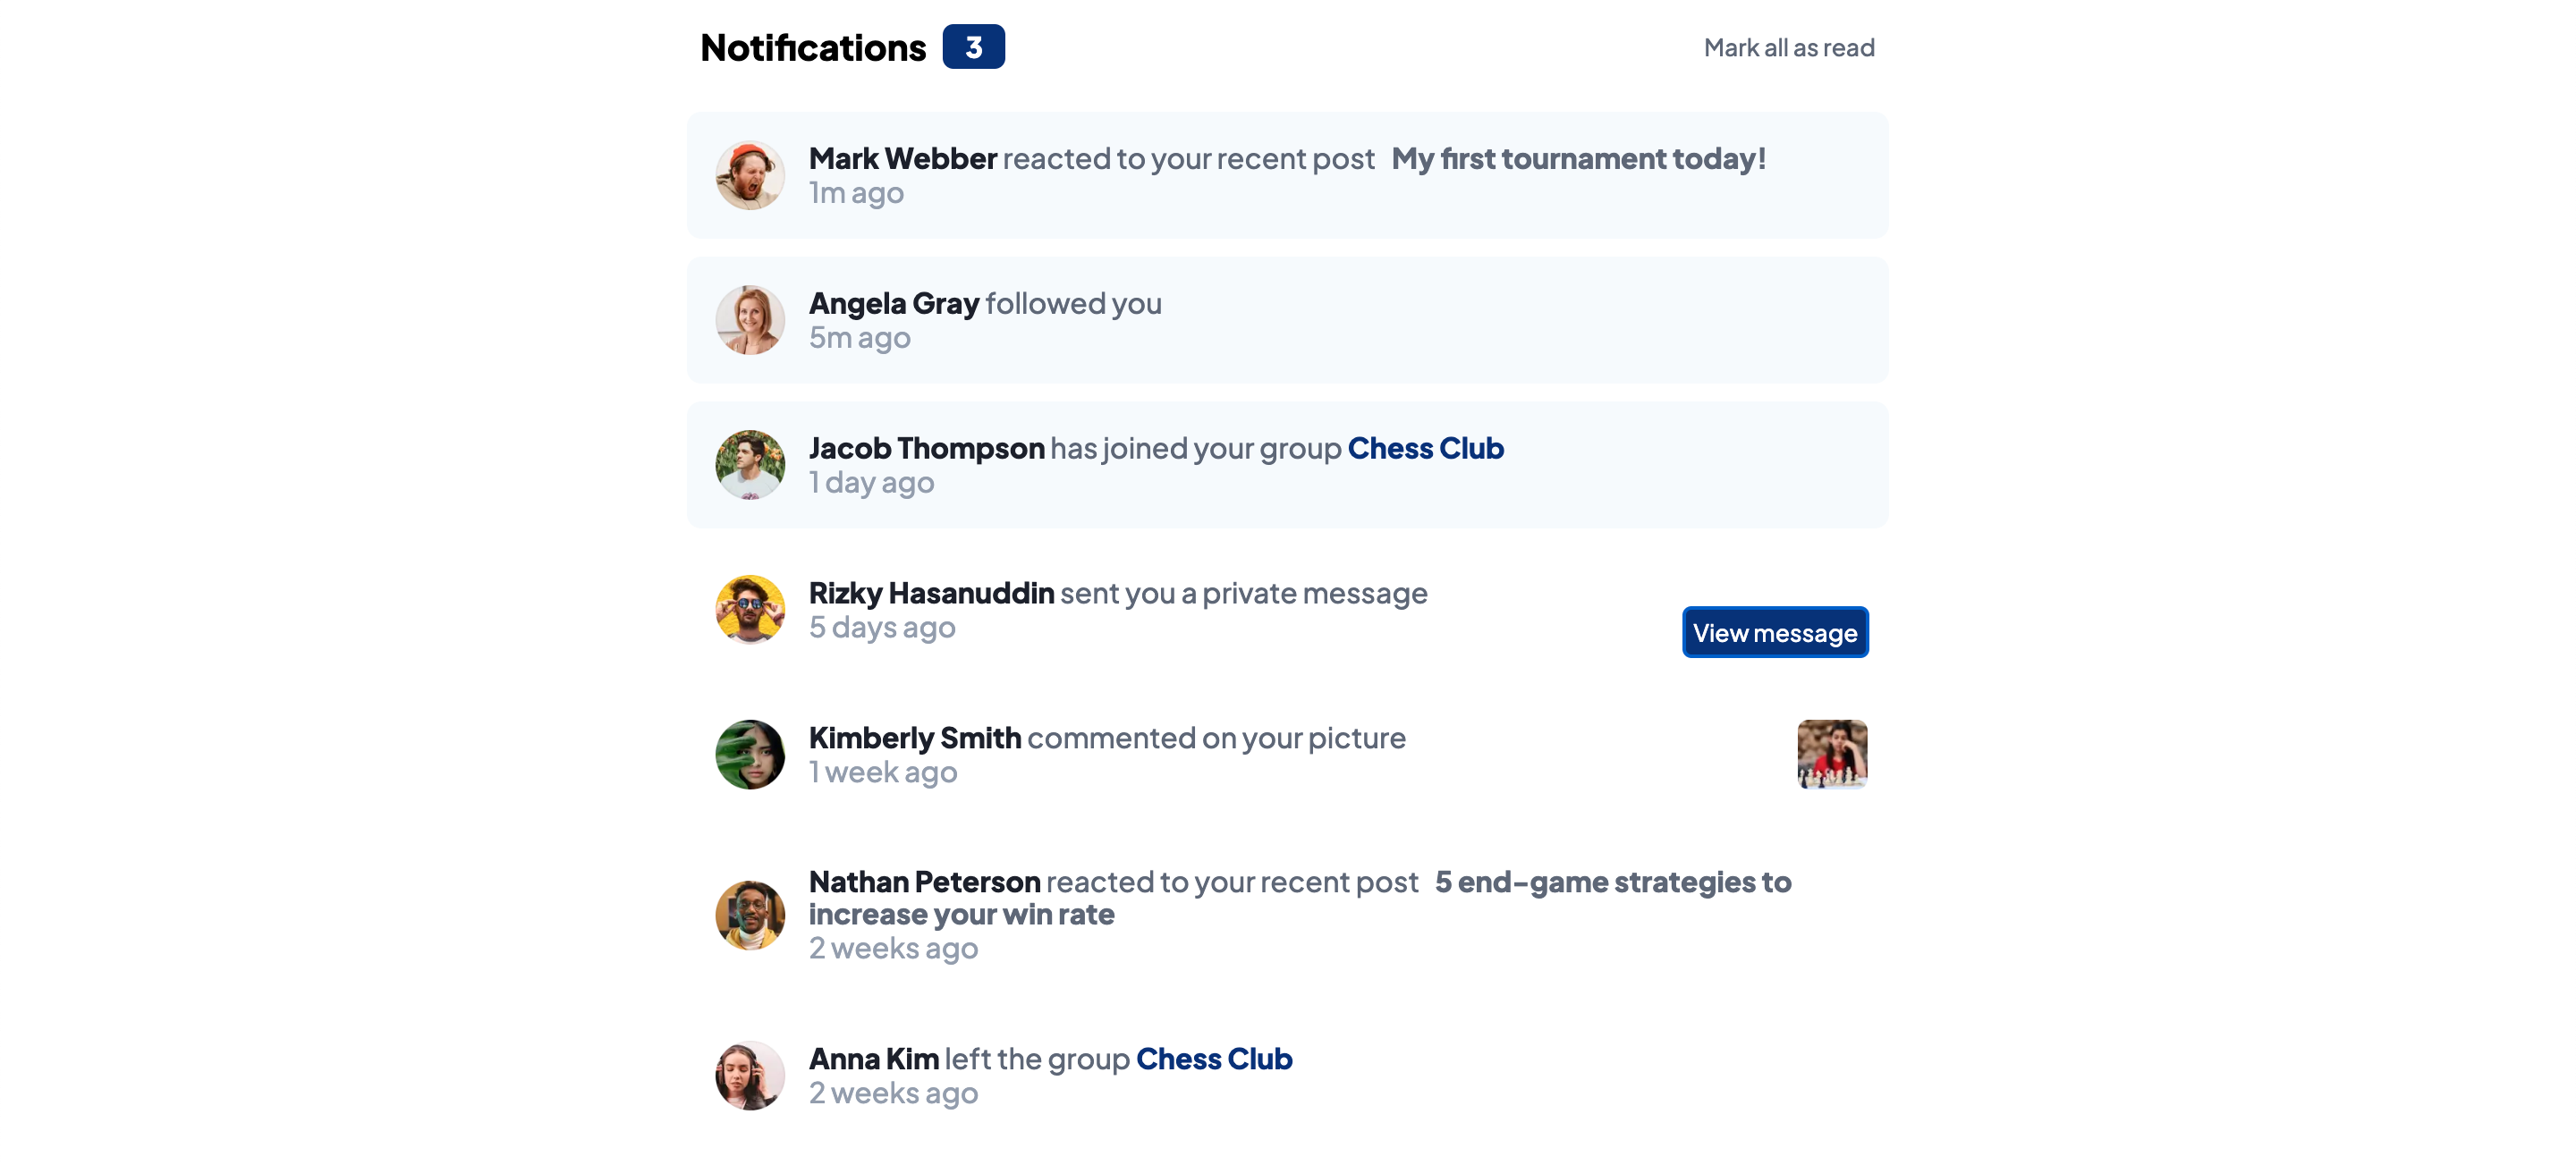 Notifications 3
Mark all as read
Mark Webber reacted to your recent post My first tournament today!
1m ago
Angela Gray followed you
5m ago
Jacob Thompson has joined your group Chess Club
1 day ago
Rizky Hasanuddin sent you a private message
5 days ago
View message
Kimberly Smith commented on your picture
1 week ago
Nathan Peterson reacted to your recent post 5 end-game strategies to
increase your win rate
2 weeks ago
Anna Kim left the group Chess Club
2 weeks ago